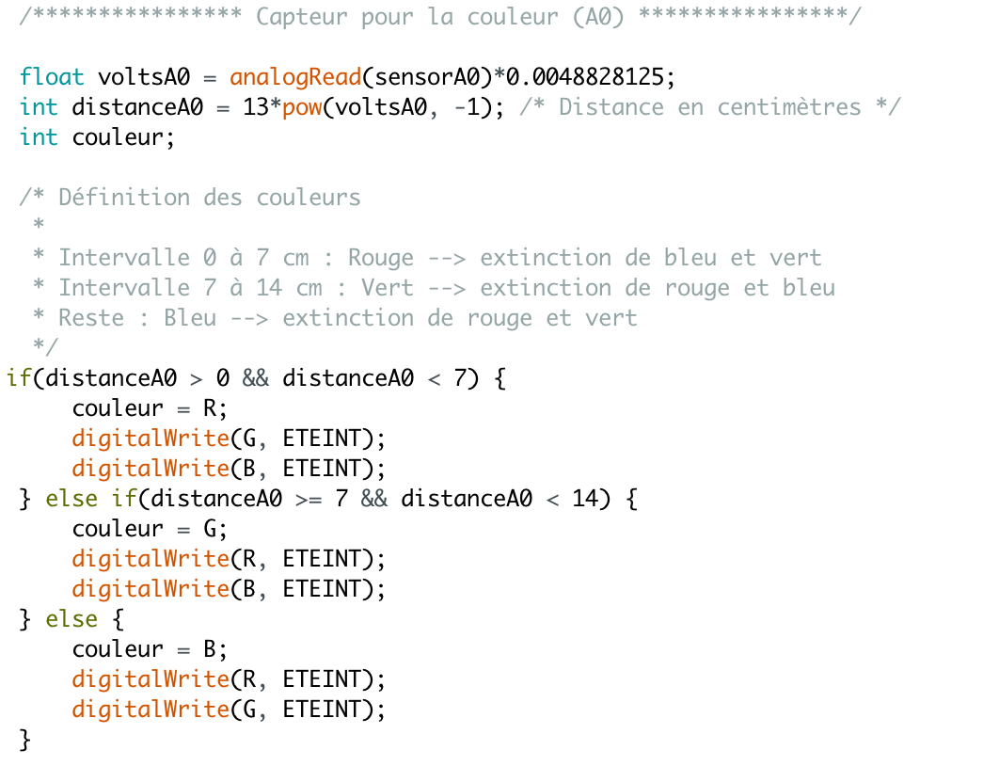 /**************** Capteur pour la couleur (A0) ****************/
float voltsA0 = analogRead(sensorA0)*0.0048828125;
int distanceA0 = 13*pow(voltsA0, -1); /* Distance en centimètres */
int couleur;
/* Définition des couleurs
*
* Intervalle 0 à 7 cm : Rouge --> extinction de bleu et vert
* Intervalle 7 à 14 cm : Vert --> extinction de rouge et bleu
* Reste : Bleu --> extinction de rouge et vert
*/
if(distanceA0 > 0 && distanceA0 < 7) {
couleur = R;
digitalWrite(G, ETEINT);
digitalWrite(B, ETEINT);
} else if(distanceA0 >= 7 && distanceA0 < 14) {
couleur = G;
digitalWrite(R, ETEINT);
digitalWrite(B, ETEINT);
} else {
couleur = B;
digitalWrite(R, ETEINT);
digitalWrite(G, ETEINT);
}